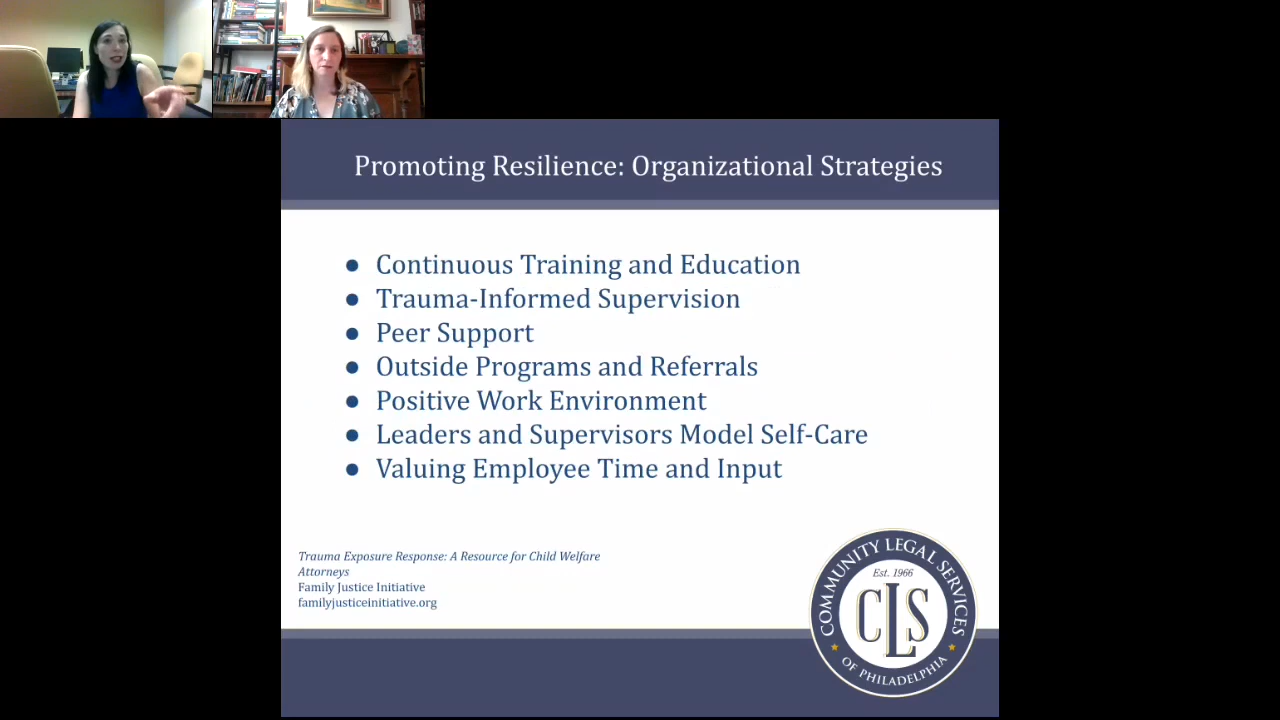 Promoting Resilience: Organizational Strategies
● Continuous Training and Education
● Trauma-Informed Supervision
● Peer Support
● Outside Programs and Referrals
● Positive Work Environment
● Leaders and Supervisors Model Self-Care
● Valuing Employee Time and Input
Trauma Exposure Response: A Resource for Child Welfare
Attorneys
Family Justice Initiative
familyjusticeinitiative.org
COMMUNITY LEGAL SERVICES
Est. 1966
CLS
OF PHILADELPHIA